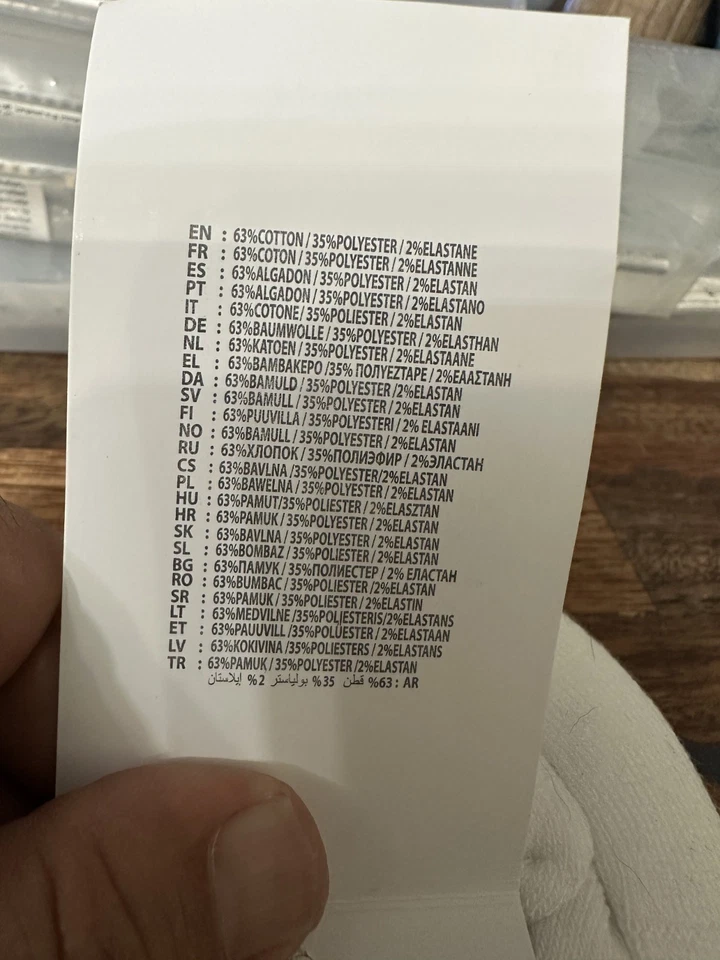 EN : 63%COTTON / 35%POLYESTER / 2%ELASTANE
FR : 63%COTON / 35%POLYESTER / 2%ELASTANNE
ES : 63%ALGADON / 35%POLYESTER / 2%ELASTAN
PT : 63%ALGADON / 35%POLYESTER / 2%ELASTANO
IT : 63%COTONE / 35%POLIESTER / 2%ELASTAN
DE : 63%BAUMWOLLE / 35%POLYESTER / 2%ELASTHAN
NL : 63%KATOEN / 35%POLYESTER / 2%ELASTAANE
EL : 63%BAMBAKEPO /35% ΠΟΛΥΕΖΤΑΡΕ / 2%ΕΑΑΣΤΑΝΗ
DA : 63%BAMULD / 35%POLYESTER /2%ELASTAN
SV : 63%BAMULL / 35%POLYESTER / 2%ELASTAN
FI : 63%PUUVILLA / 35%POLYESTERI / 2% ELASTAANI
NO : 63%BAMULL / 35%POLYESTER / 2%ELASTAN
RU : 63%ХЛОПОК / 35%ПОЛИЭФИР / 2%ЭЛАСТАН
CS : 63%BAVLNA /35%POLYESTER/2%ELASTAN
PL : 63%BAWELNA / 35%POLYESTER / 2%ELASTAN
HU : 63%PAMUT/35%POLIESTER / 2%ELASZTAN
HR : 63%PAMUK / 35%POLYESTER / 2%ELASTAN
SK : 63%BAVLNA / 35%POLYESTER / 2%ELASTAN
SL : 63%BOMBAZ / 35%POLIESTER / 2%ELASTAN
BG : 63%ПАМУК / 35%ПОЛИЕСТЕР / 2% ЕЛАСТАН
RO : 63%BUMBAC / 35%POLIESTER /2%ELASTAN
SR : 63%PAMUK / 35%POLIESTER / 2%ELASTIN
LT : 63%MEDVILNE /35%POLJESTERIS/2%ELASTANS
ET : 63%PAUUVILL /35%POLÜESTER / 2%ELASTAAN
LV : 63%KOKIVINA /35%POLIESTERS / 2%ELASTANS
TR : 63%PAMUK / 35%POLYESTER /2%ELASTAN
AR : 63% قطن 35% بولياستر 2% إيلاستان